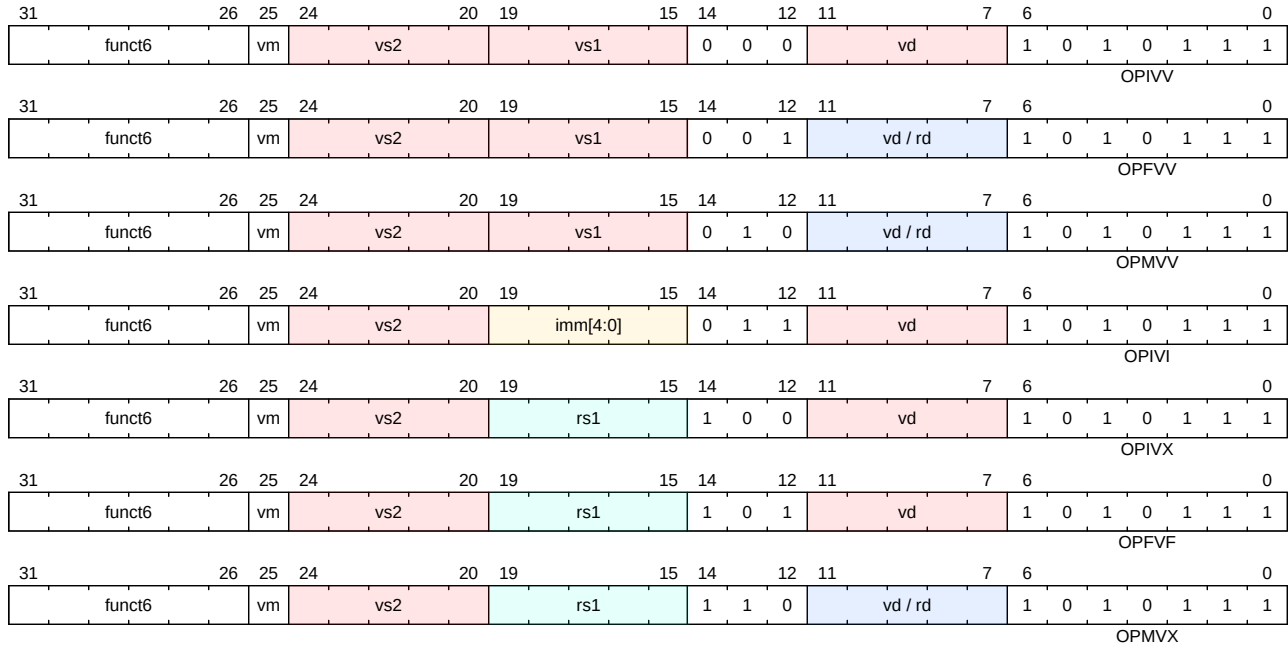 31 26 25 24 20 19 15 14 12 11 7 6 0
funct6 vm vs2 vs1 0 0 0 vd 1 0 1 0 1 1 1
OPIVV
31 26 25 24 20 19 15 14 12 11 7 6 0
funct6 vm vs2 vs1 0 0 1 vd / rd 1 0 1 0 1 1 1
OPFVV
31 26 25 24 20 19 15 14 12 11 7 6 0
funct6 vm vs2 vs1 0 1 0 vd / rd 1 0 1 0 1 1 1
OPMVV
31 26 25 24 20 19 15 14 12 11 7 6 0
funct6 vm vs2 imm[4:0] 0 1 1 vd 1 0 1 0 1 1 1
OPIVI
31 26 25 24 20 19 15 14 12 11 7 6 0
funct6 vm vs2 rs1 1 0 0 vd 1 0 1 0 1 1 1
OPIVX
31 26 25 24 20 19 15 14 12 11 7 6 0
funct6 vm vs2 rs1 1 0 1 vd 1 0 1 0 1 1 1
OPFVF
31 26 25 24 20 19 15 14 12 11 7 6 0
funct6 vm vs2 rs1 1 1 0 vd / rd 1 0 1 0 1 1 1
OPMVX